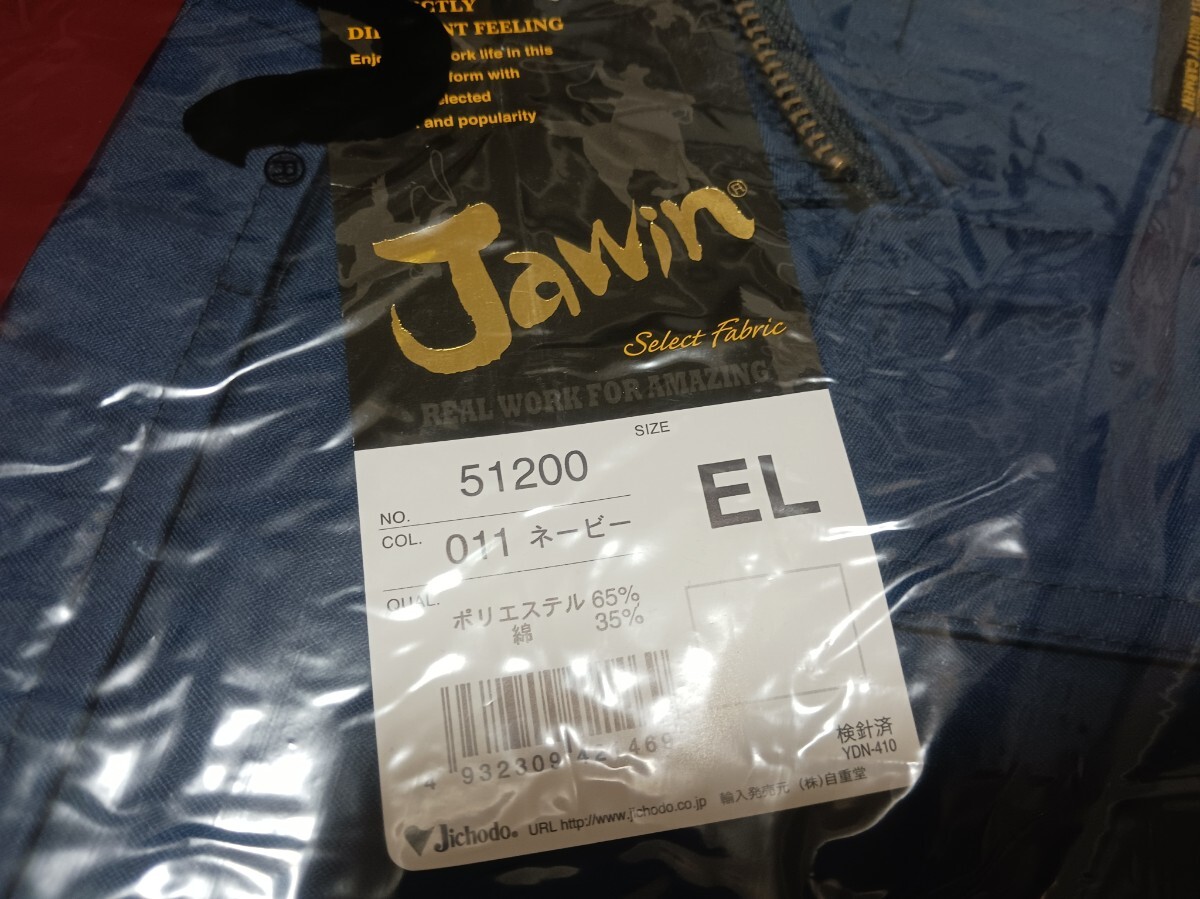 DIF NT FEELING
Enj ork life in this
form with
lected
and popularity
Jawin®
Select Fabric
REAL WORK FOR AMAZING
SIZE
EL
NO. 51200
COL. 011 ネービー
QUAL. ポリエステル 65%
綿 35%
検針済
YDN-410
Jichodo® URL http://www.jichodo.co.jp 輸入発売元 (株)自重堂